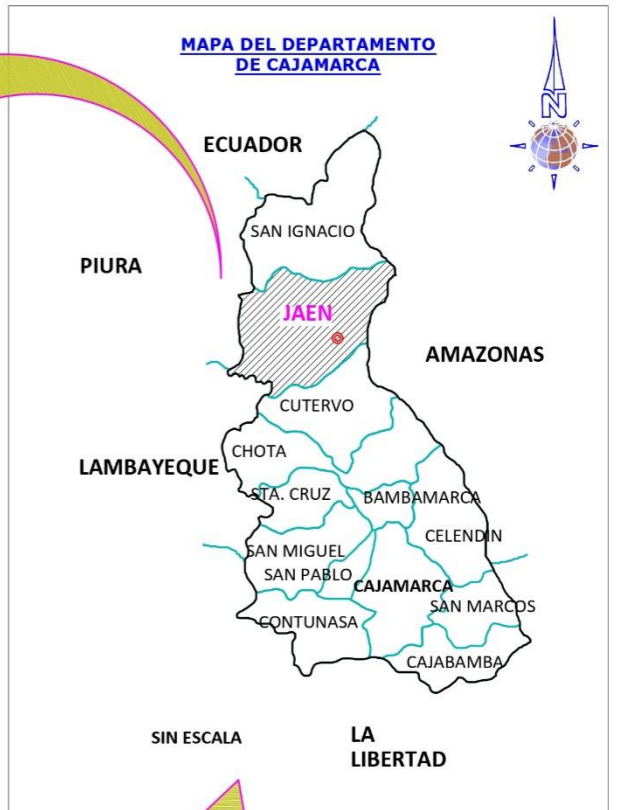 MAPA DEL DEPARTAMENTO
DE CAJAMARCA
N
ECUADOR
SAN IGNACIO
PIURA
JAEN
AMAZONAS
CUTERVO
CHOTA
LAMBAYEQUE
STA. CRUZ
BAMBAMARCA
CELENDIN
SAN MIGUEL
SAN PABLO
CAJAMARCA
SAN MARCOS
CONTUNASA
CAJABAMBA
SIN ESCALA
LA
LIBERTAD